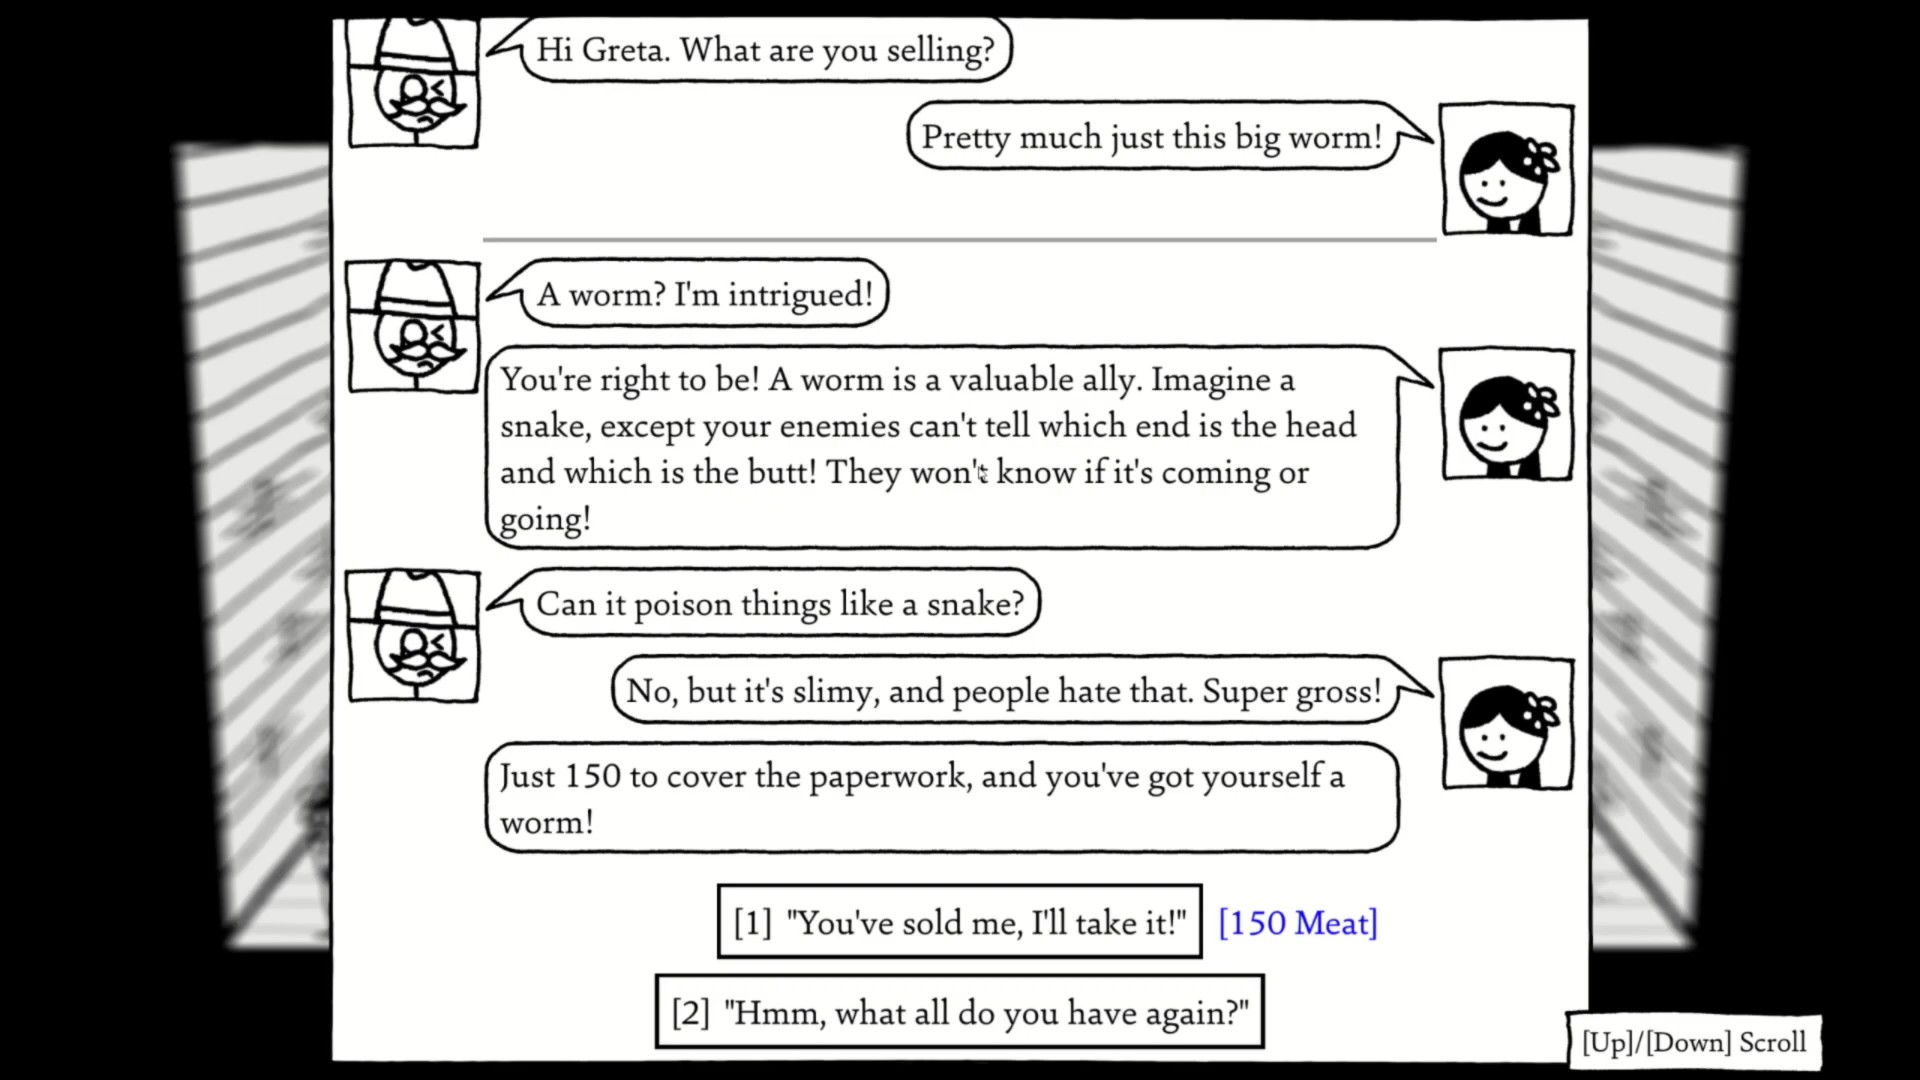 Hi Greta. What are you selling?
Pretty much just this big worm!
A worm? I'm intrigued!
You're right to be! A worm is a valuable ally. Imagine a
snake, except your enemies can't tell which end is the head
and which is the butt! They won't know if it's coming or
going!
Can it poison things like a snake?
No, but it's slimy, and people hate that. Super gross!
Just 150 to cover the paperwork, and you've got yourself a
worm!
[1] "You've sold me, I'll take it!" [150 Meat]
[2] "Hmm, what all do you have again?"
[Up]/[Down] Scroll